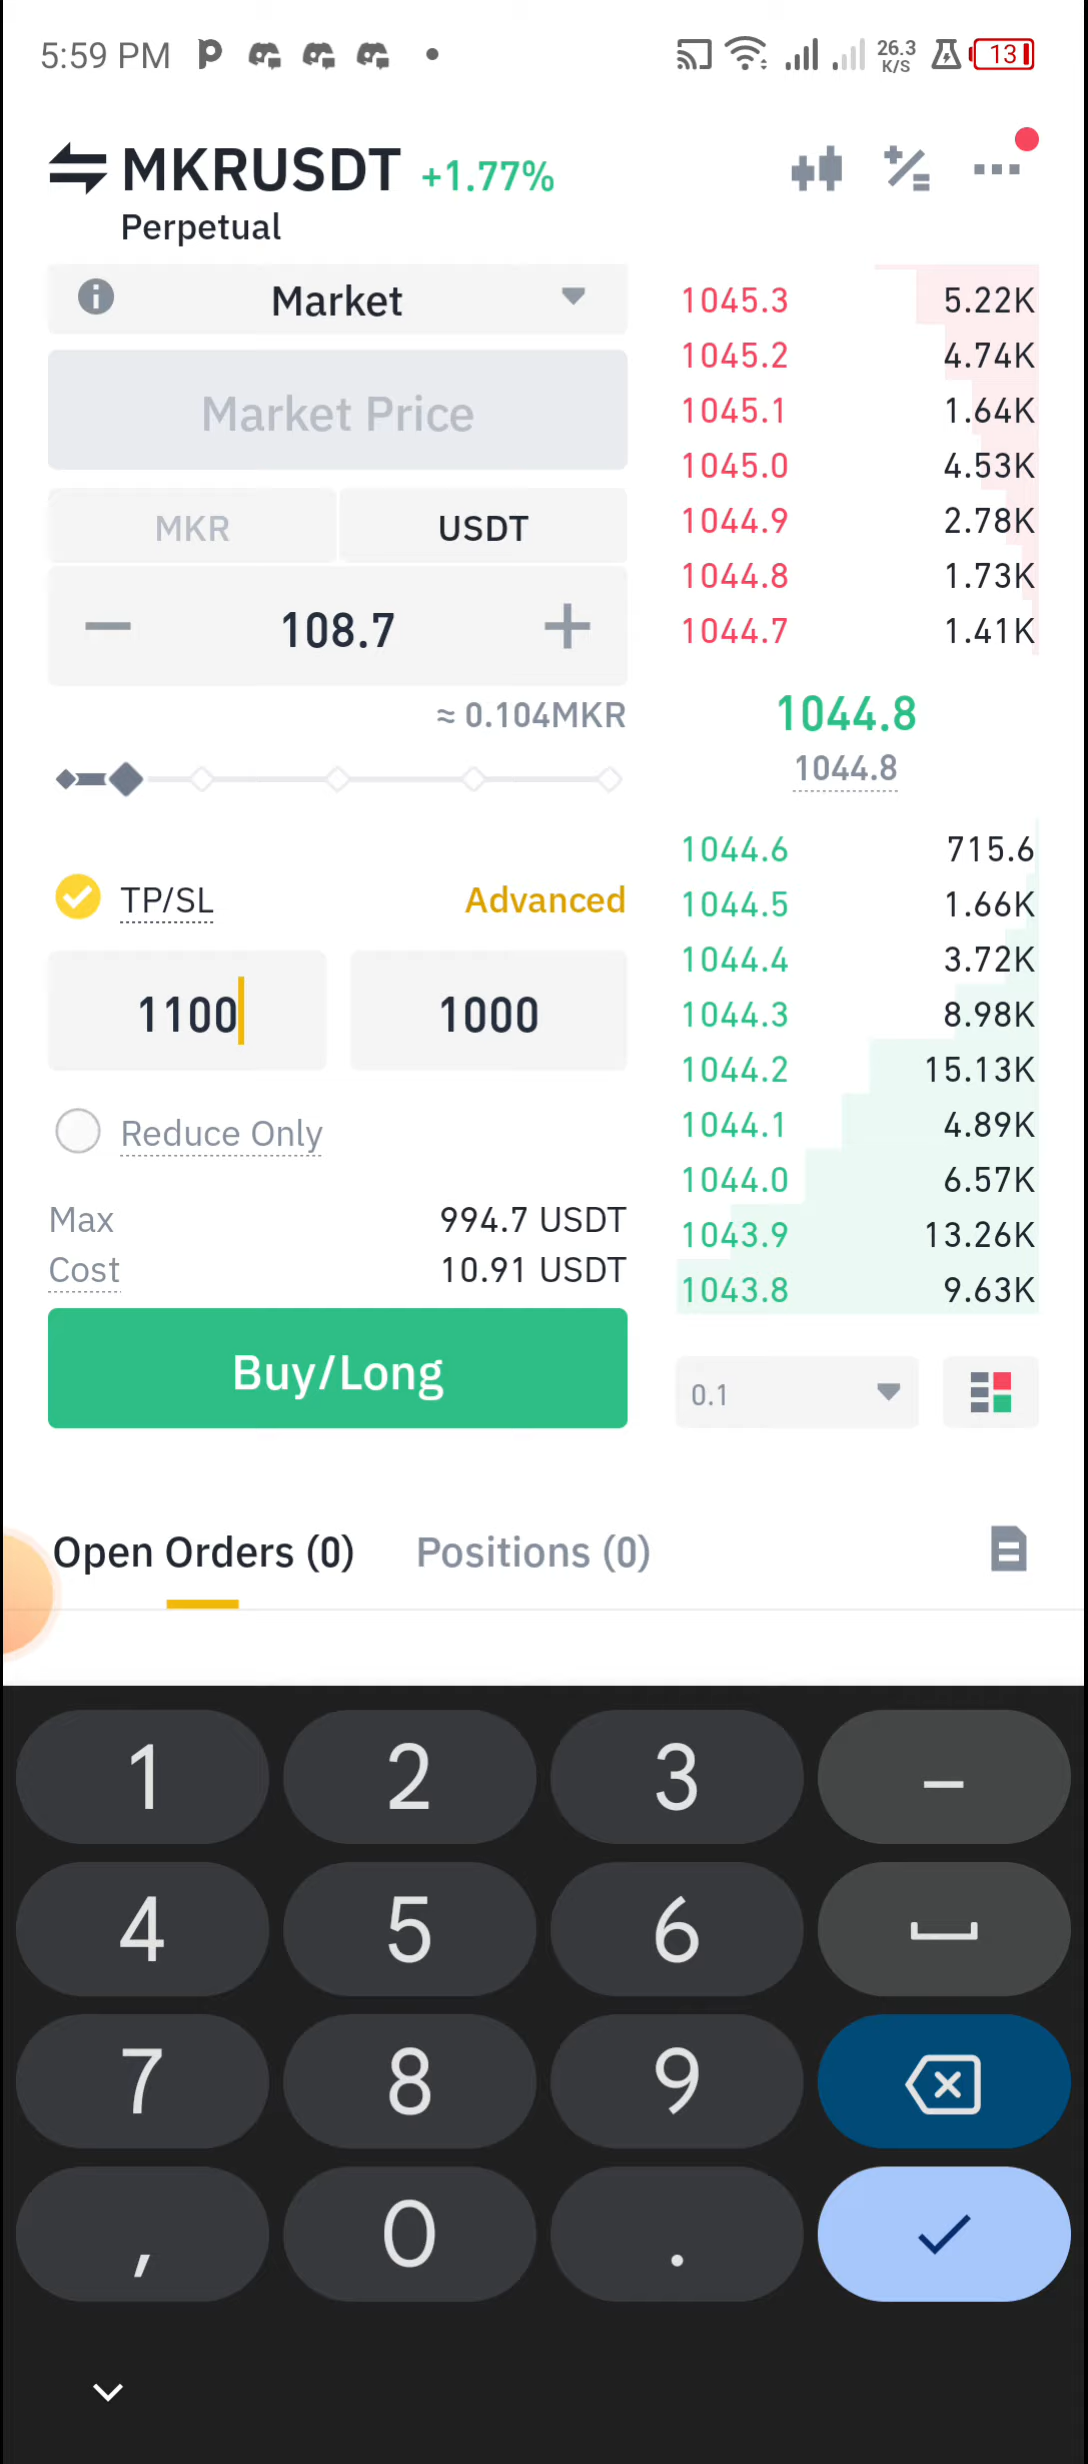 5:59 PM
26.3
K/S
13
MKRUSDT +1.77%
Perpetual
Market
Market Price
MKR USDT
108.7
≈ 0.104MKR
TP/SL Advanced
1100 1000
Reduce Only
Max 994.7 USDT
Cost 10.91 USDT
Buy/Long
1045.3 5.22K
1045.2 4.74K
1045.1 1.64K
1045.0 4.53K
1044.9 2.78K
1044.8 1.73K
1044.7 1.41K
1044.8
1044.8
1044.6 715.6
1044.5 1.66K
1044.4 3.72K
1044.3 8.98K
1044.2 15.13K
1044.1 4.89K
1044.0 6.57K
1043.9 13.26K
1043.8 9.63K
0.1
Open Orders (0) Positions (0)
1 2 3 –
4 5 6
7 8 9
, 0 .